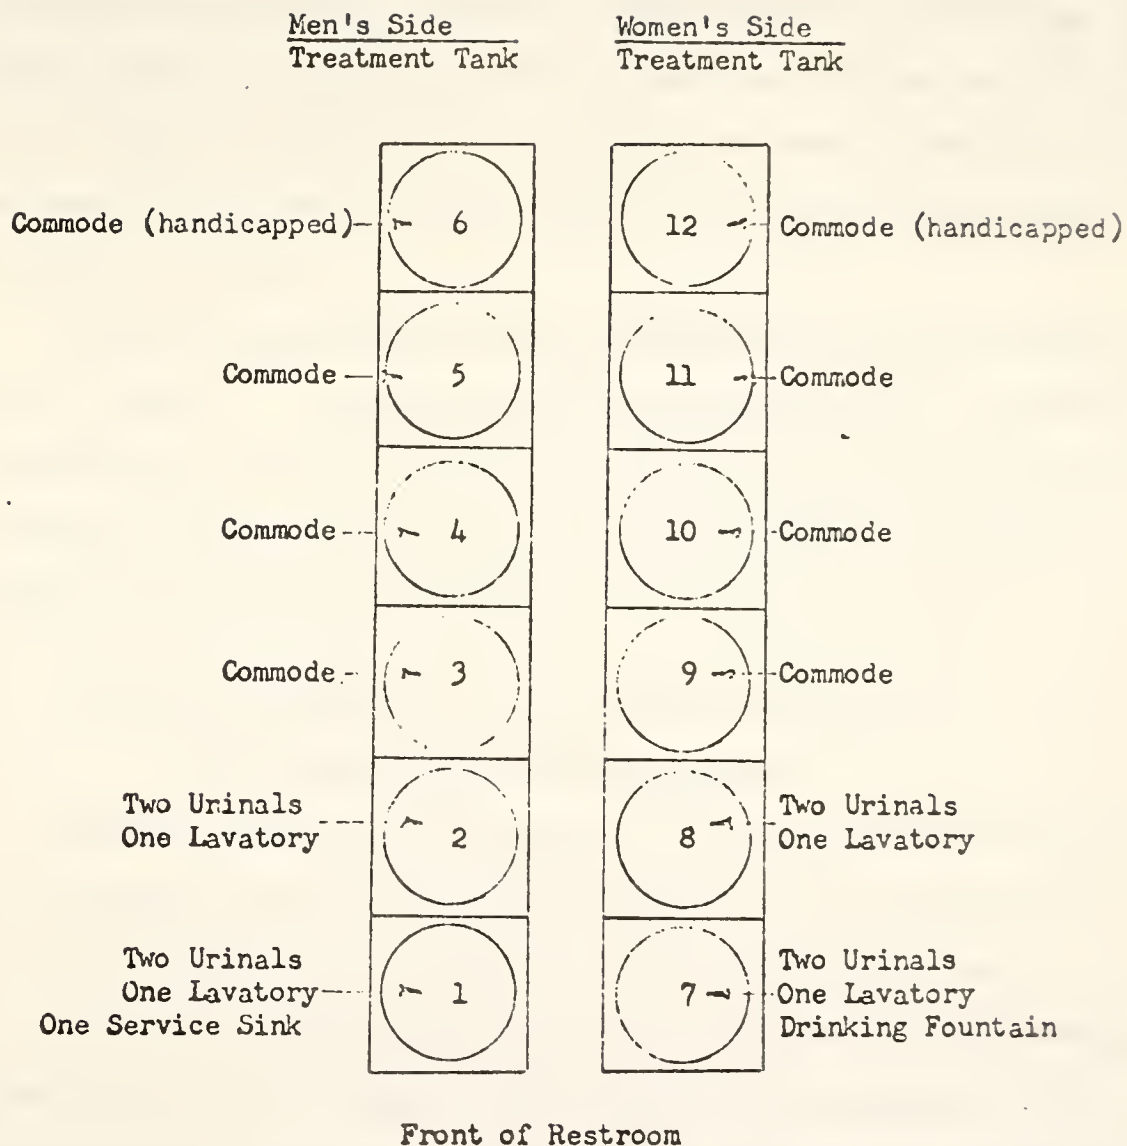 Men's Side
Treatment Tank
Women's Side
Treatment Tank
Commode (handicapped)
6
12
Commode (handicapped)
Commode
5
11
Commode
Commode
4
10
Commode
Commode
3
9
Commode
Two Urinals
One Lavatory
2
8
Two Urinals
One Lavatory
Two Urinals
One Lavatory
One Service Sink
1
7
Two Urinals
One Lavatory
Drinking Fountain
Front of Restroom